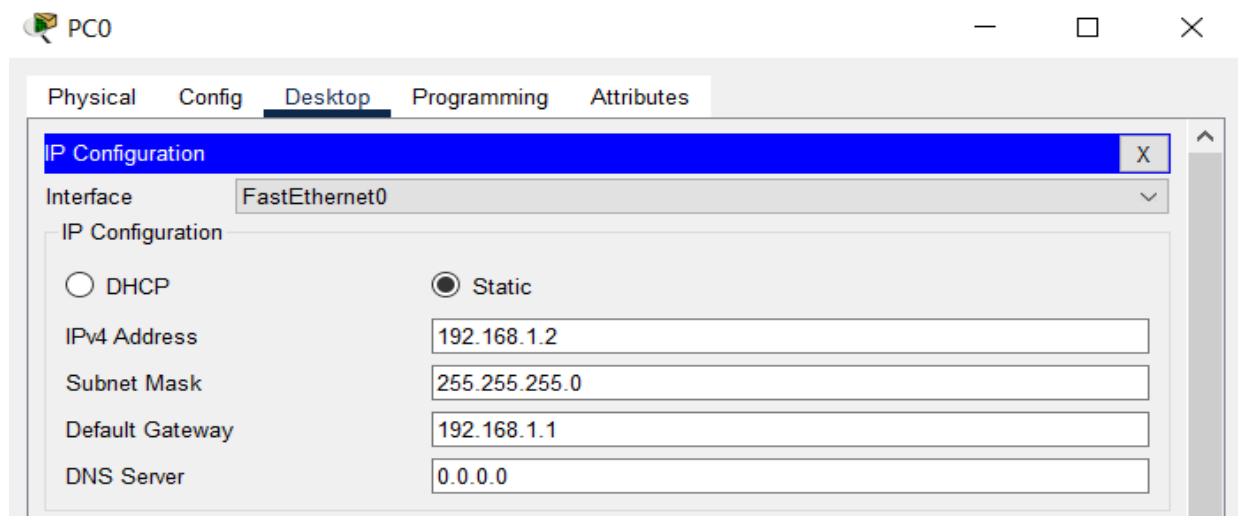 PC0
Physical Config Desktop Programming Attributes
IP Configuration X
Interface FastEthernet0
IP Configuration
DHCP Static
IPv4 Address 192.168.1.2
Subnet Mask 255.255.255.0
Default Gateway 192.168.1.1
DNS Server 0.0.0.0